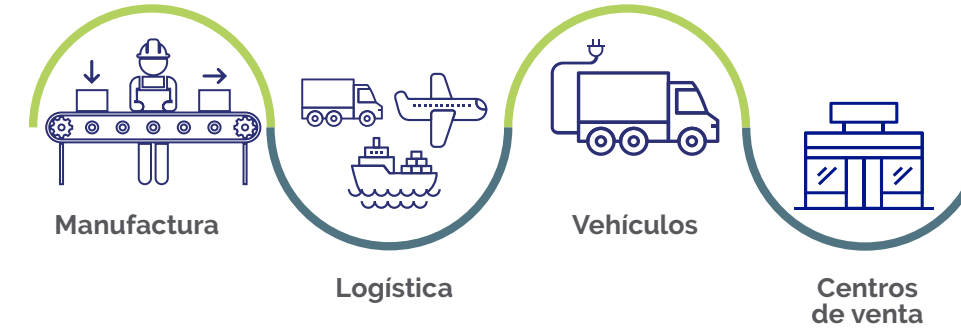 Manufactura
Logística
Vehículos
Centros
de venta